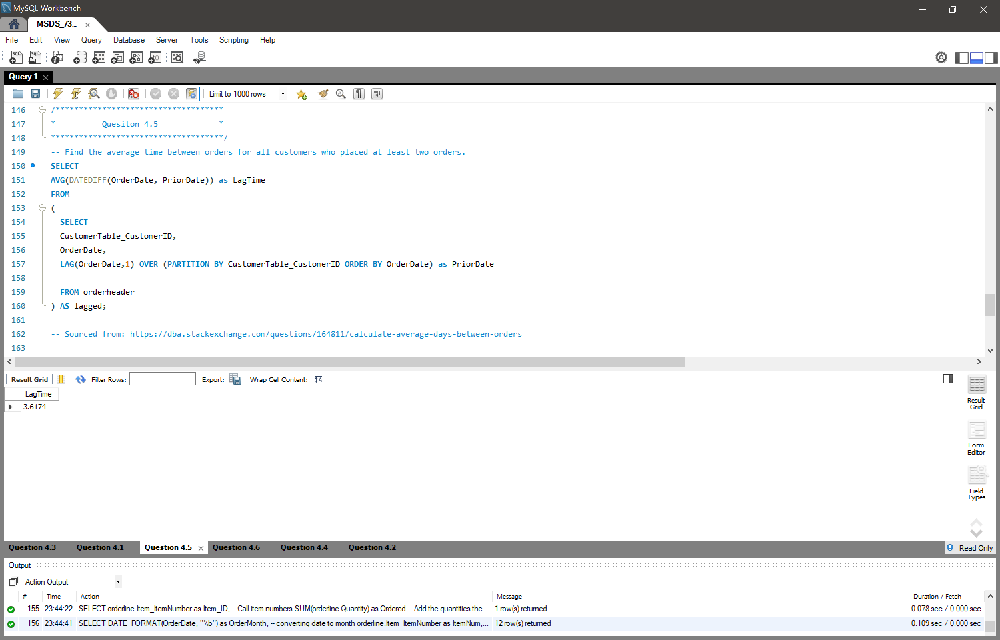 MySQL Workbench
MSDS_73...
File Edit View Query Database Server Tools Scripting Help
Query 1
Limit to 1000 rows
146 /************************************
147 * Quesiton 4.5 *
148 *************************************/
149 -- Find the average time between orders for all customers who placed at least two orders.
150 SELECT
151 AVG(DATEDIFF(OrderDate, PriorDate)) as LagTime
152 FROM
153 (
154 SELECT
155 CustomerTable_CustomerID,
156 OrderDate,
157 LAG(OrderDate,1) OVER (PARTITION BY CustomerTable_CustomerID ORDER BY OrderDate) as PriorDate
158
159 FROM orderheader
160 ) AS lagged;
161
162 -- Sourced from: https://dba.stackexchange.com/questions/164811/calculate-average-days-between-orders
163
Result Grid Filter Rows: Export: Wrap Cell Content:
LagTime
3.6174
Result Grid
Form Editor
Field Types
Question 4.3 Question 4.1 Question 4.5 Question 4.6 Question 4.4 Question 4.2 Read Only
Output
Action Output
# Time Action Message Duration / Fetch
155 23:44:22 SELECT orderline.Item_ItemNumber as Item_ID, -- Call item numbers SUM(orderline.Quantity) as Ordered -- Add the quantities the... 1 row(s) returned 0.078 sec / 0.000 sec
156 23:44:41 SELECT DATE_FORMAT(OrderDate, "%b") as OrderMonth, -- converting date to month orderline.Item_ItemNumber as ItemNum,... 12 row(s) returned 0.109 sec / 0.000 sec